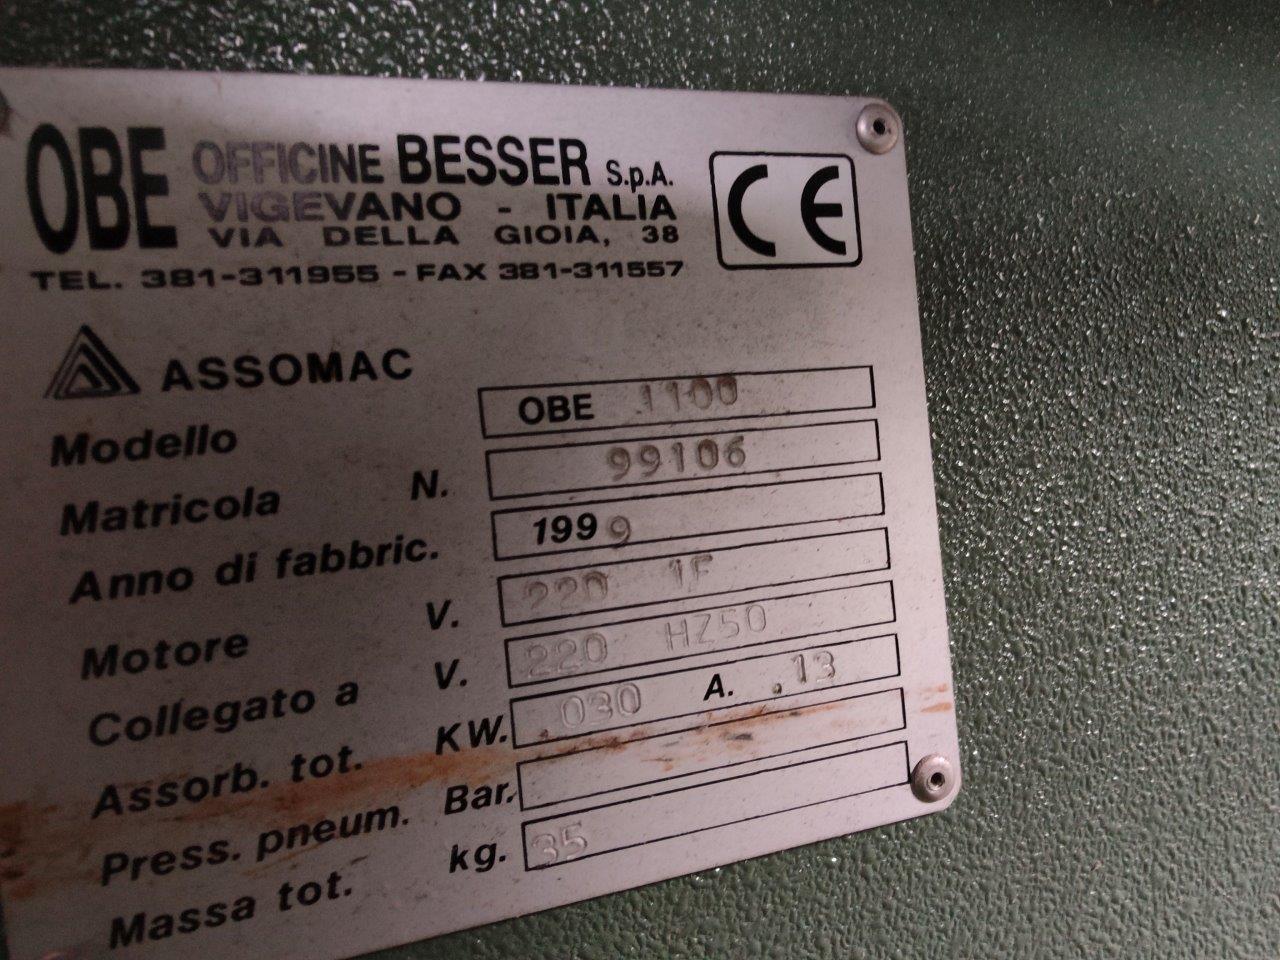 OBE OFFICINE BESSER S.p.A.
VIGEVANO - ITALIA
VIA DELLA GIOIA, 38
TEL. 381-311955 - FAX 381-311557
CE
ASSOMAC
Modello OBE 1100
Matricola N. 99106
Anno di fabbric. 1999
Motore V. 220 1F
Collegato a V. 220 HZ50
Assorb. tot. KW. .030 A. .13
Press. pneum. Bar.
Massa tot. kg. 35